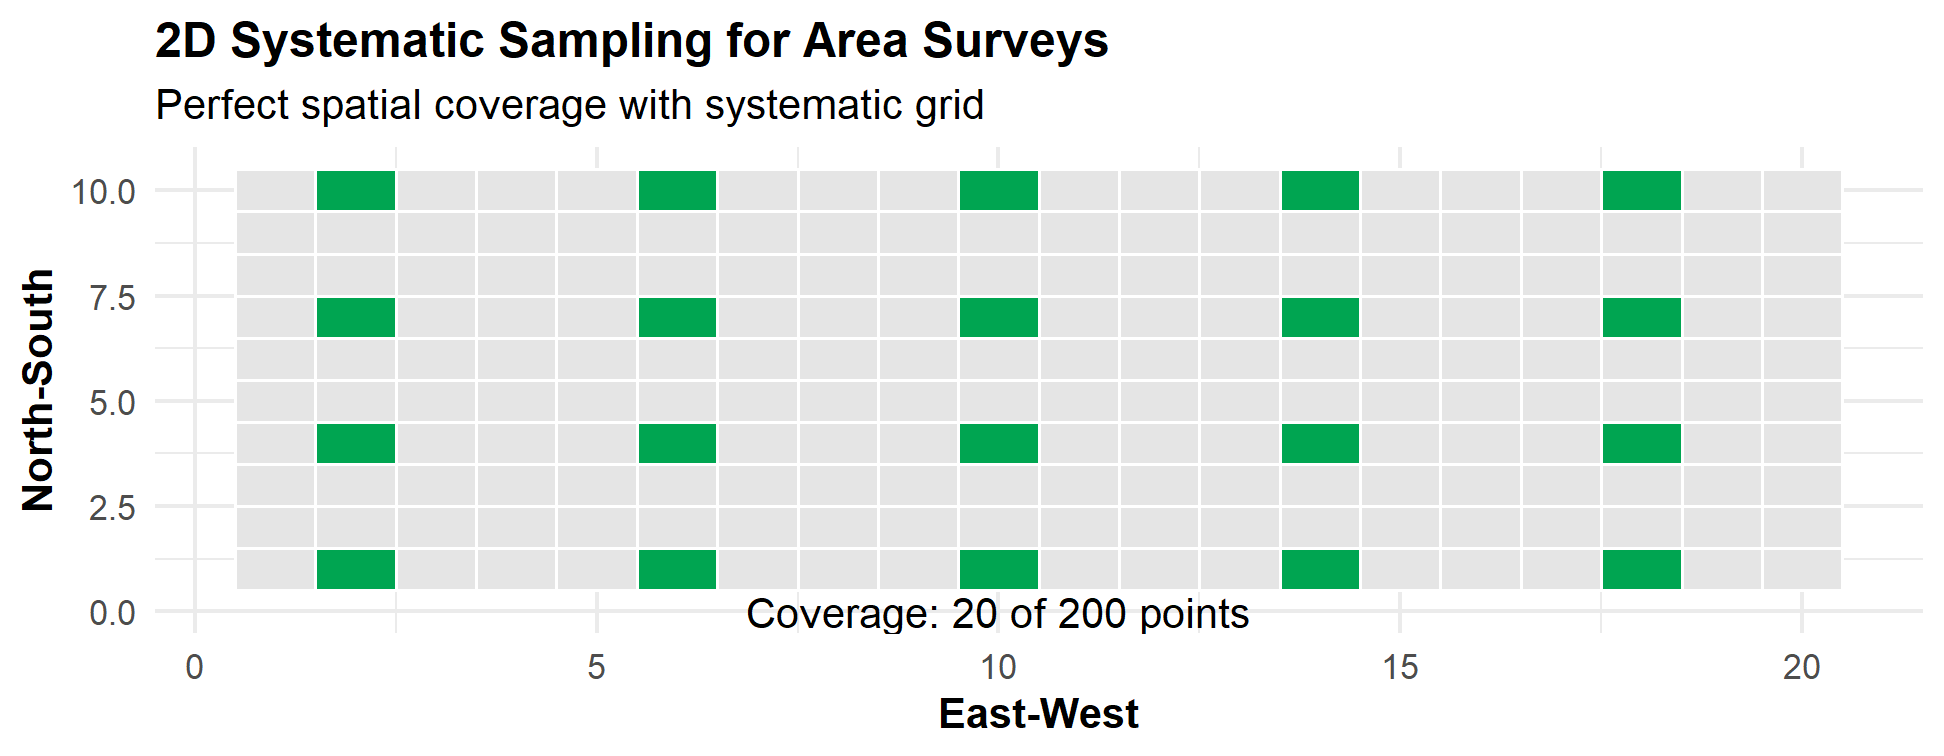 2D Systematic Sampling for Area Surveys
Perfect spatial coverage with systematic grid
10.0
7.5
5.0
2.5
0.0
North-South
Coverage: 20 of 200 points
0 5 10 15 20
East-West